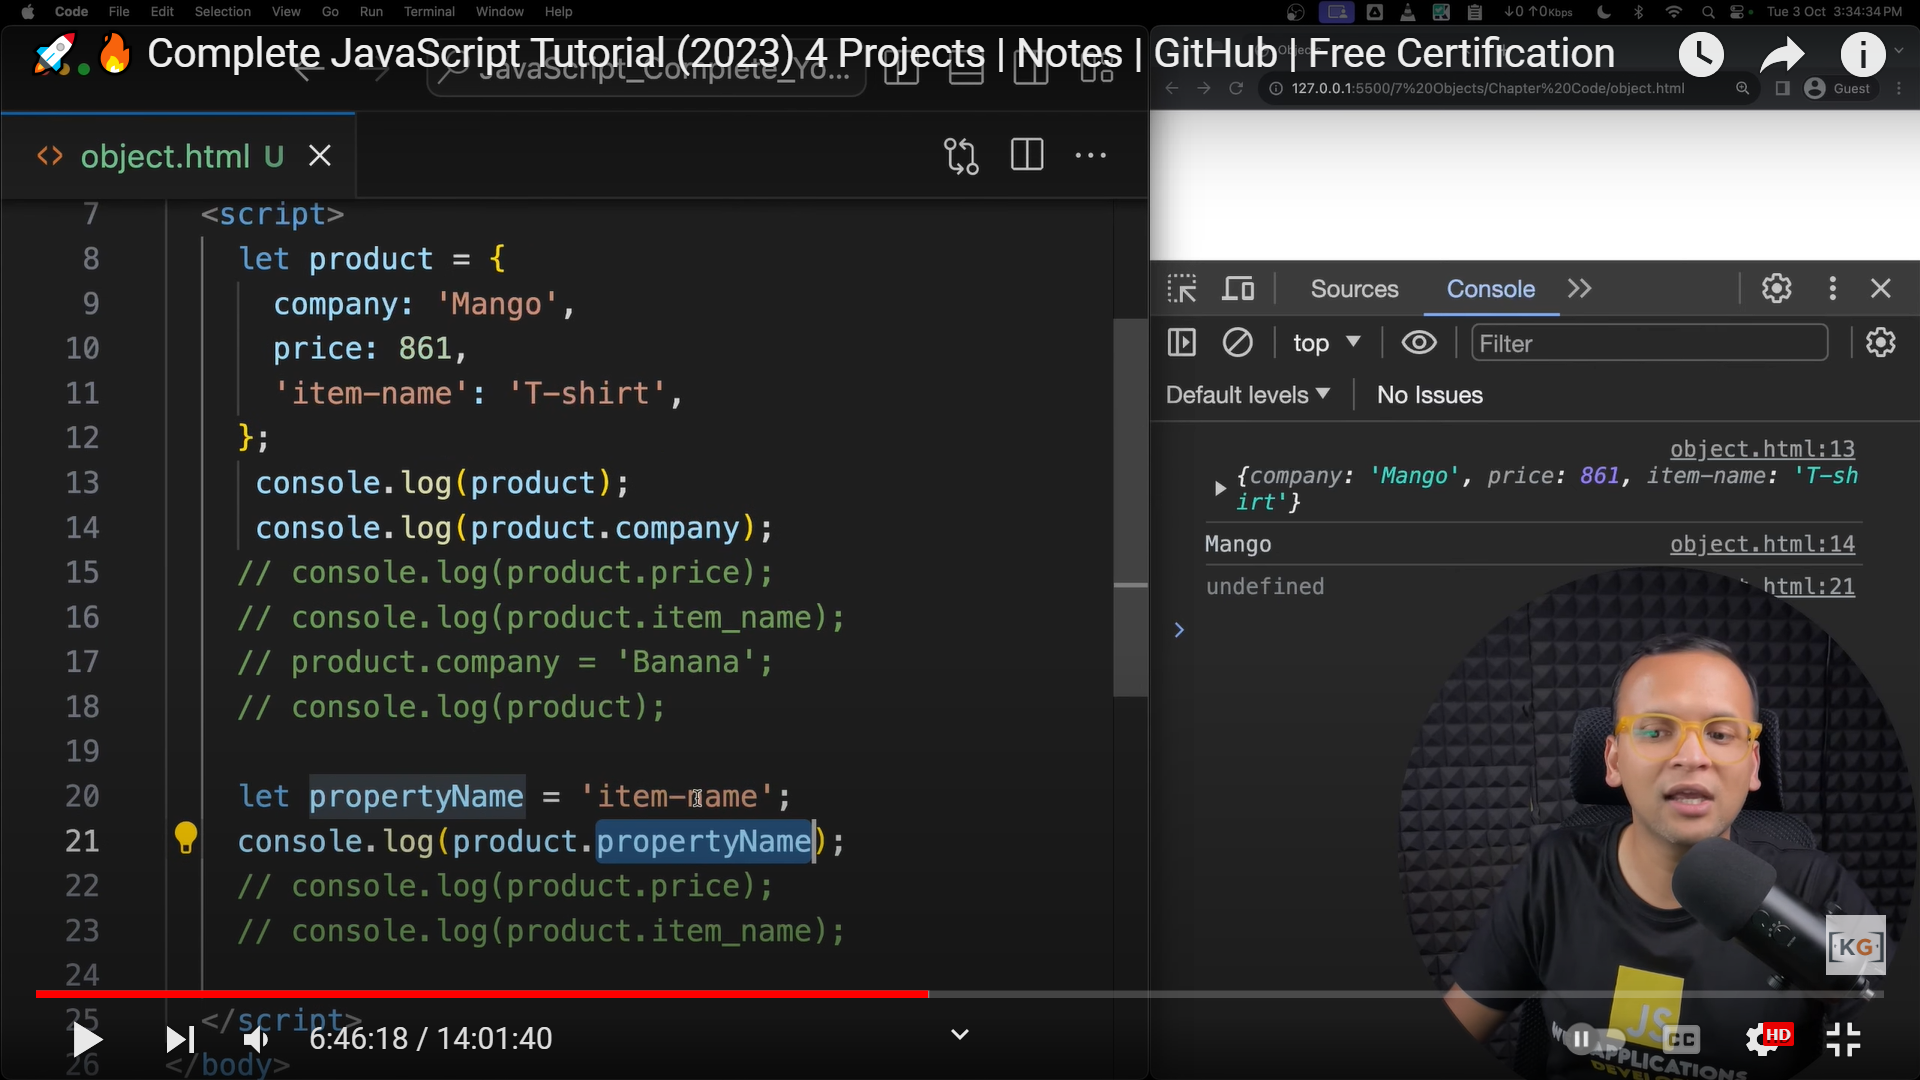 Code File Edit Selection View Go Run Terminal Window Help
Tue 3 Oct 3:34:34 PM
🚀🔥 Complete JavaScript Tutorial (2023) 4 Projects | Notes | GitHub | Free Certification
JavaScript_Complete_Yo...
127.0.0.1:5500/7%20Objects/Chapter%20Code/object.html
Guest
<> object.html U
7 <script>
8 let product = {
9 company: 'Mango',
10 price: 861,
11 'item-name': 'T-shirt',
12 };
13 console.log(product);
14 console.log(product.company);
15 // console.log(product.price);
16 // console.log(product.item_name);
17 // product.company = 'Banana';
18 // console.log(product);
19
20 let propertyName = 'item-name';
21 console.log(product.propertyName);
22 // console.log(product.price);
23 // console.log(product.item_name);
24
25 </script>
26 </body>
Sources Console
top Filter
Default levels No Issues
object.html:13
{company: 'Mango', price: 861, item-name: 'T-sh
irt'}
Mango object.html:14
undefined html:21
KG
JS
APPLICATIONS
6:46:18 / 14:01:40
CC HD